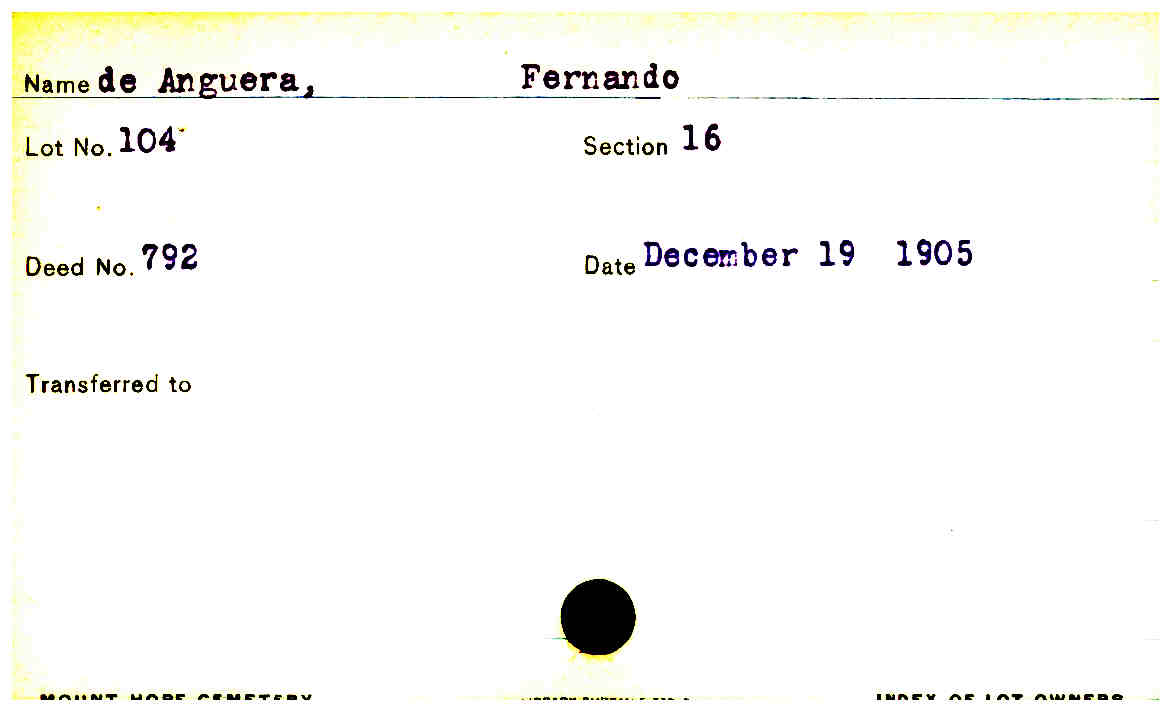 Name de Anguera, Fernando
Lot No. 104 Section 16
Deed No. 792 Date December 19 1905
Transferred to
MOUNT HOPE CEMETERY INDEX OF LOT OWNERS